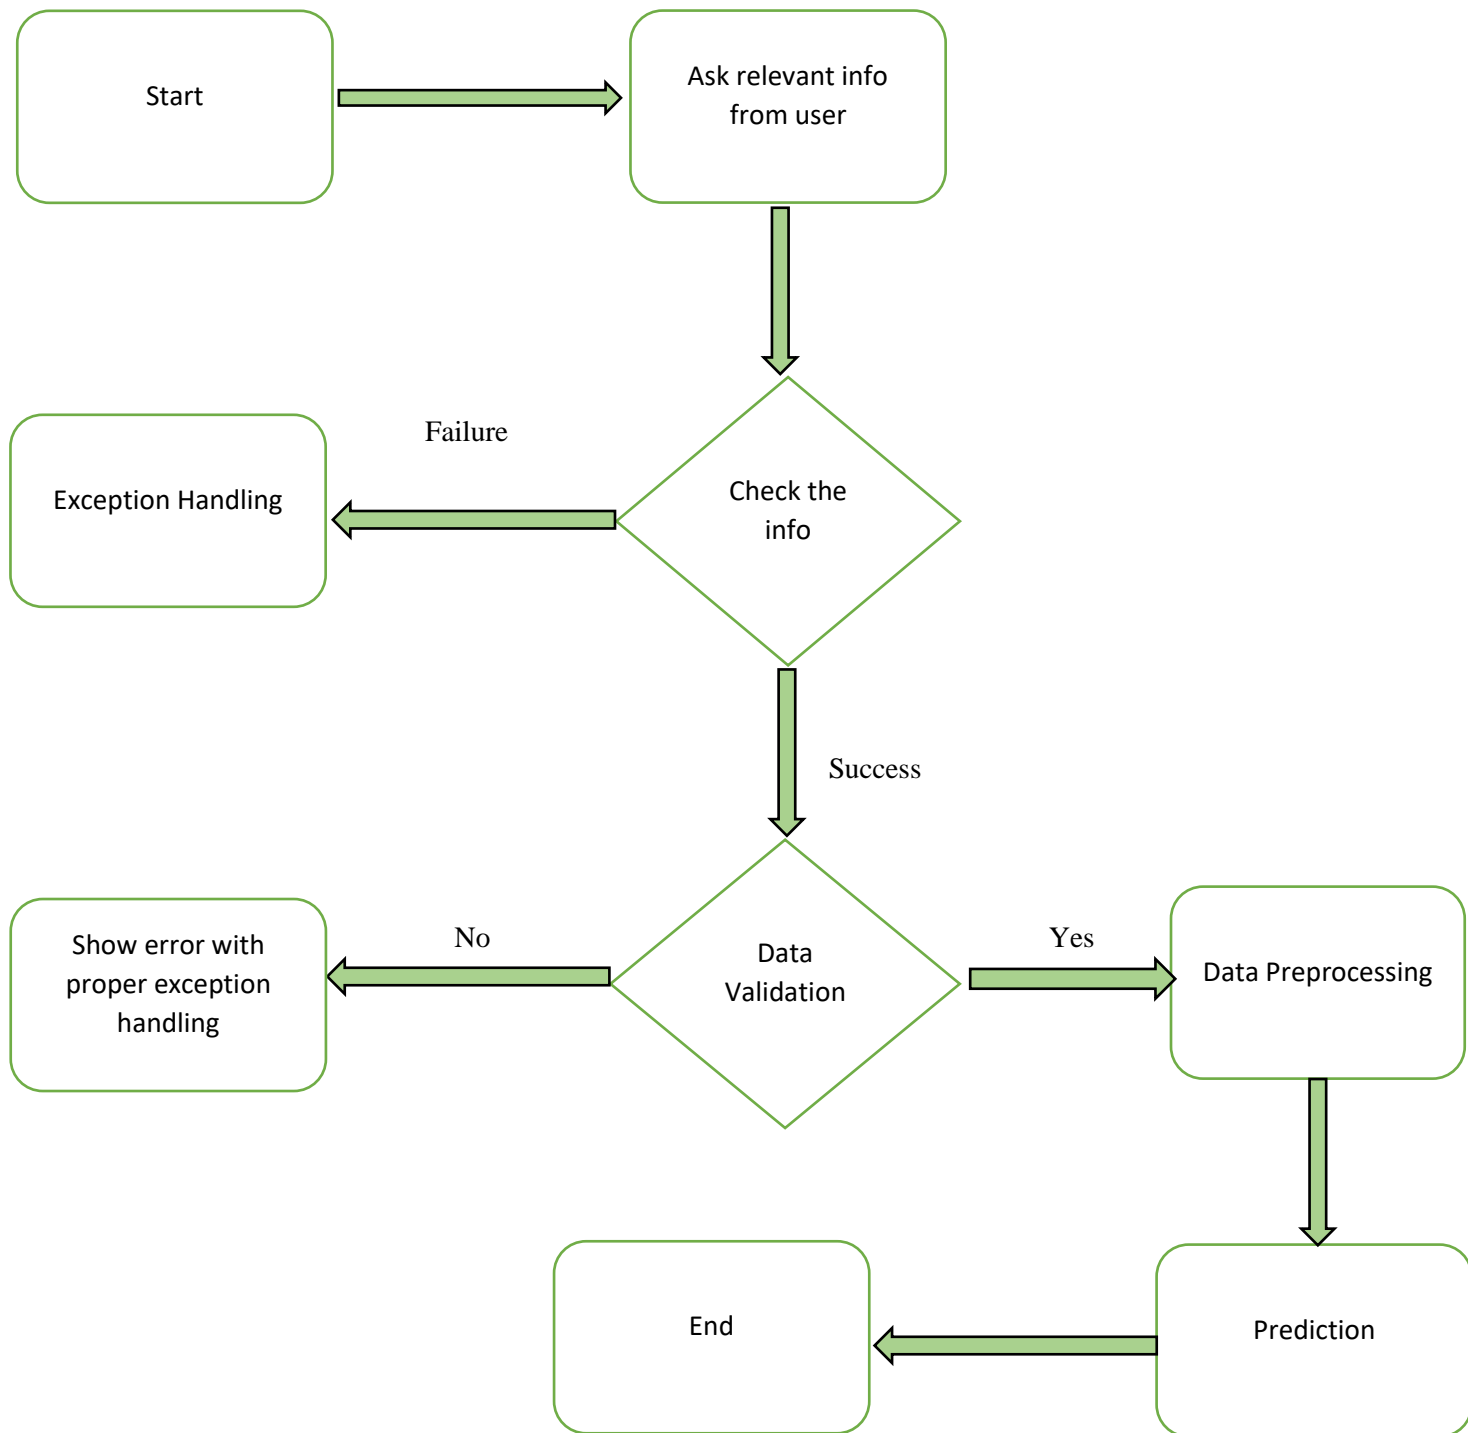 Start
Ask relevant info
from user
Failure
Exception Handling
Check the
info
Success
No
Yes
Show error with
proper exception
handling
Data
Validation
Data Preprocessing
End
Prediction